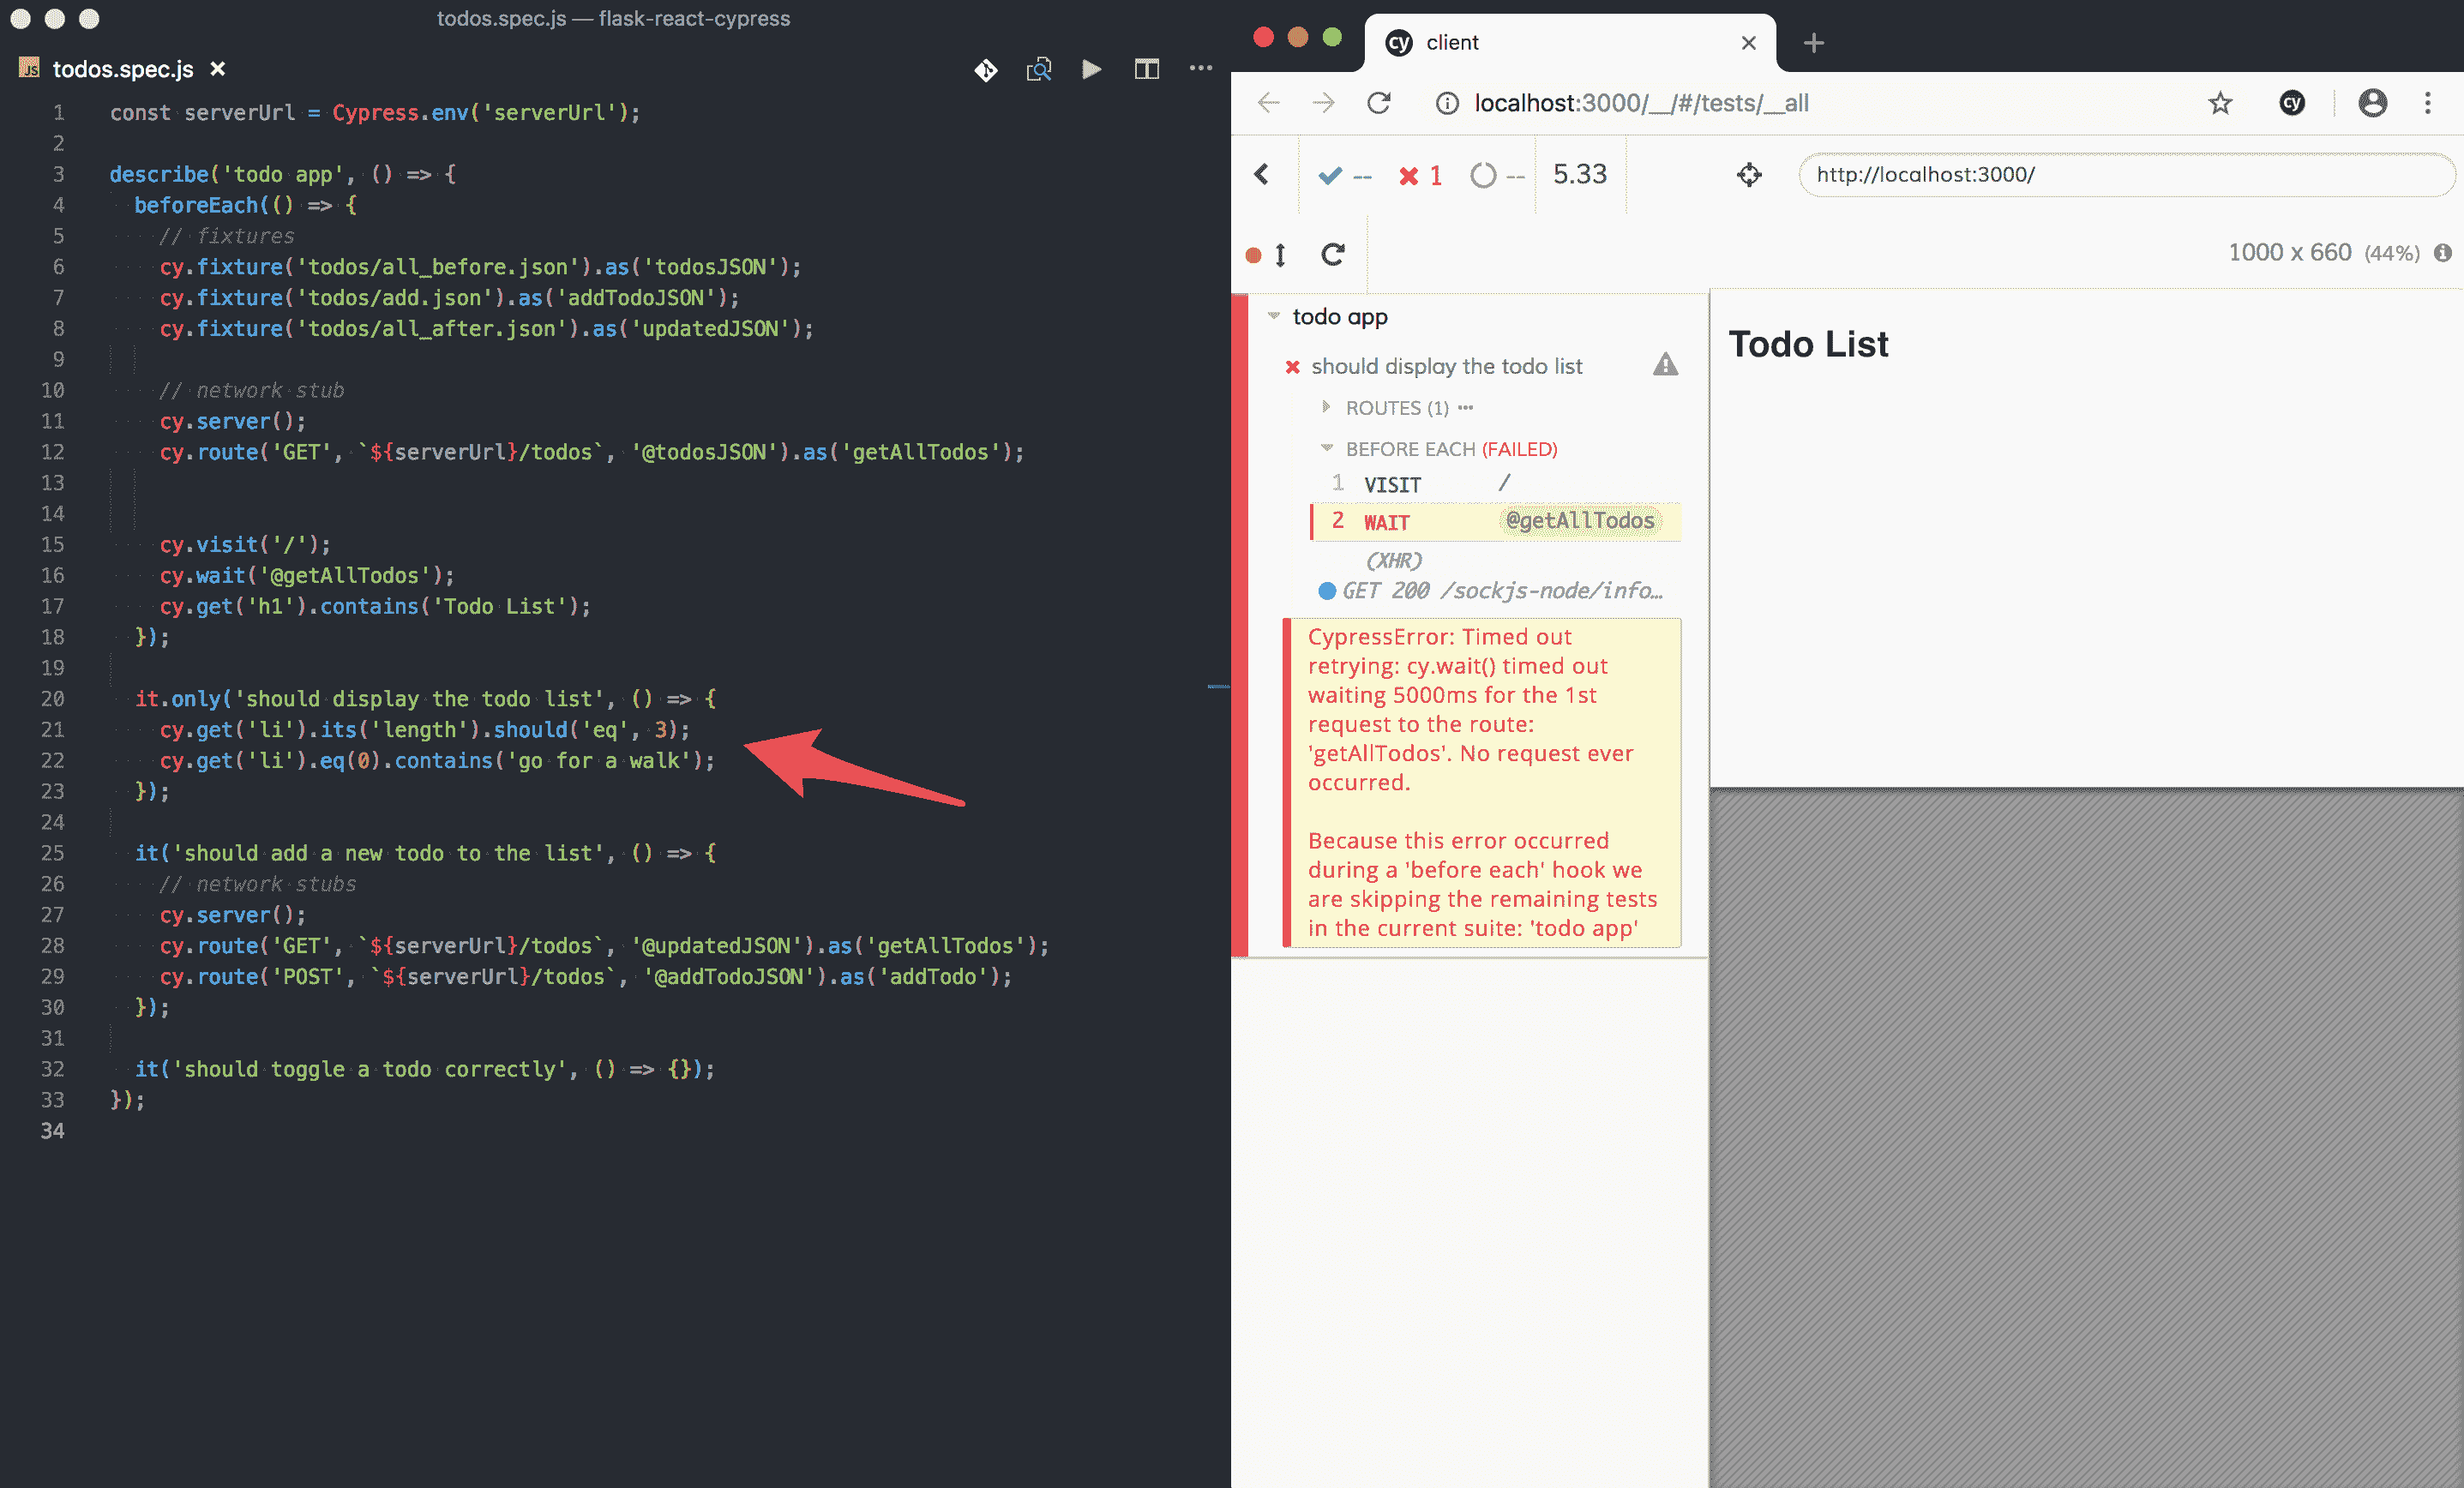 todos.spec.js — flask-react-cypress
JS todos.spec.js
1 const serverUrl = Cypress.env('serverUrl');
2
3 describe('todo app', () => {
4 beforeEach(() => {
5 // fixtures
6 cy.fixture('todos/all_before.json').as('todosJSON');
7 cy.fixture('todos/add.json').as('addTodoJSON');
8 cy.fixture('todos/all_after.json').as('updatedJSON');
9
10 // network stub
11 cy.server();
12 cy.route('GET', `${serverUrl}/todos`, '@todosJSON').as('getAllTodos');
13
14
15 cy.visit('/');
16 cy.wait('@getAllTodos');
17 cy.get('h1').contains('Todo List');
18 });
19
20 it.only('should display the todo list', () => {
21 cy.get('li').its('length').should('eq', 3);
22 cy.get('li').eq(0).contains('go for a walk');
23 });
24
25 it('should add a new todo to the list', () => {
26 // network stubs
27 cy.server();
28 cy.route('GET', `${serverUrl}/todos`, '@updatedJSON').as('getAllTodos');
29 cy.route('POST', `${serverUrl}/todos`, '@addTodoJSON').as('addTodo');
30 });
31
32 it('should toggle a todo correctly', () => {});
33 });
34
cy client
localhost:3000/__/#/tests/__all
cy
-- 1 -- 5.33
http://localhost:3000/
1000 x 660 (44%)
todo app
should display the todo list
ROUTES (1) •••
BEFORE EACH (FAILED)
1 VISIT /
2 WAIT @getAllTodos
(XHR)
GET 200 /sockjs-node/info…
CypressError: Timed out
retrying: cy.wait() timed out
waiting 5000ms for the 1st
request to the route:
'getAllTodos'. No request ever
occurred.
Because this error occurred
during a 'before each' hook we
are skipping the remaining tests
in the current suite: 'todo app'
Todo List